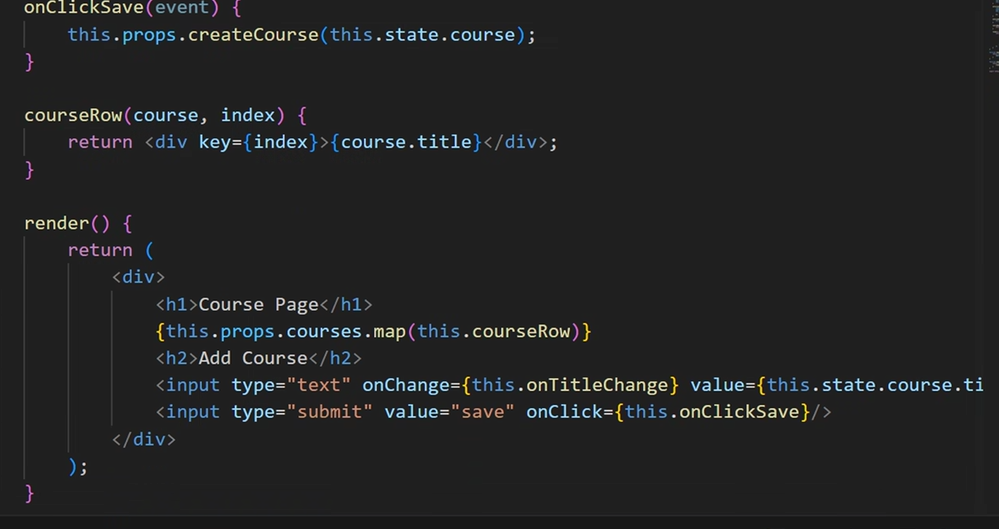 onClickSave(event) {
this.props.createCourse(this.state.course);
}
courseRow(course, index) {
return <div key={index}>{course.title}</div>;
}
render() {
return (
<div>
<h1>Course Page</h1>
{this.props.courses.map(this.courseRow)}
<h2>Add Course</h2>
<input type="text" onChange={this.onTitleChange} value={this.state.course.ti
<input type="submit" value="save" onClick={this.onClickSave}/>
</div>
);
}